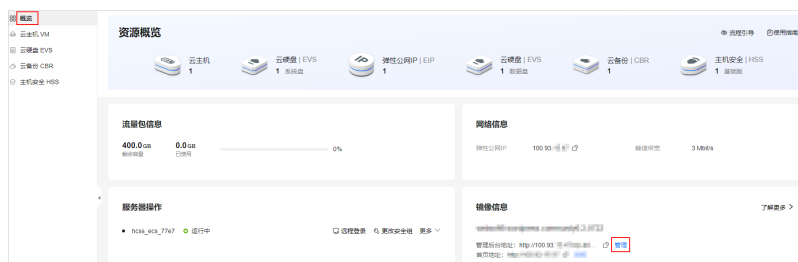 概览
云主机 VM
云硬盘 EVS
云备份 CBR
主机安全 HSS
资源概览
流程引导 使用指南
云主机 1
云硬盘 | EVS 1 系统盘
弹性公网IP | EIP 1
云硬盘 | EVS 1 数据盘
云备份 | CBR 1
主机安全 | HSS 1 基础版
流量包信息
400.0 GB 0.0 GB
剩余容量 已使用 0%
网络信息
弹性公网IP 100.93 峰值带宽 3 Mbit/s
服务器操作
hcss_ecs_77e7 运行中 远程登录 更改安全组 更多
镜像信息 了解更多 >
管理后台地址: http://100.93. 管理
首页地址: